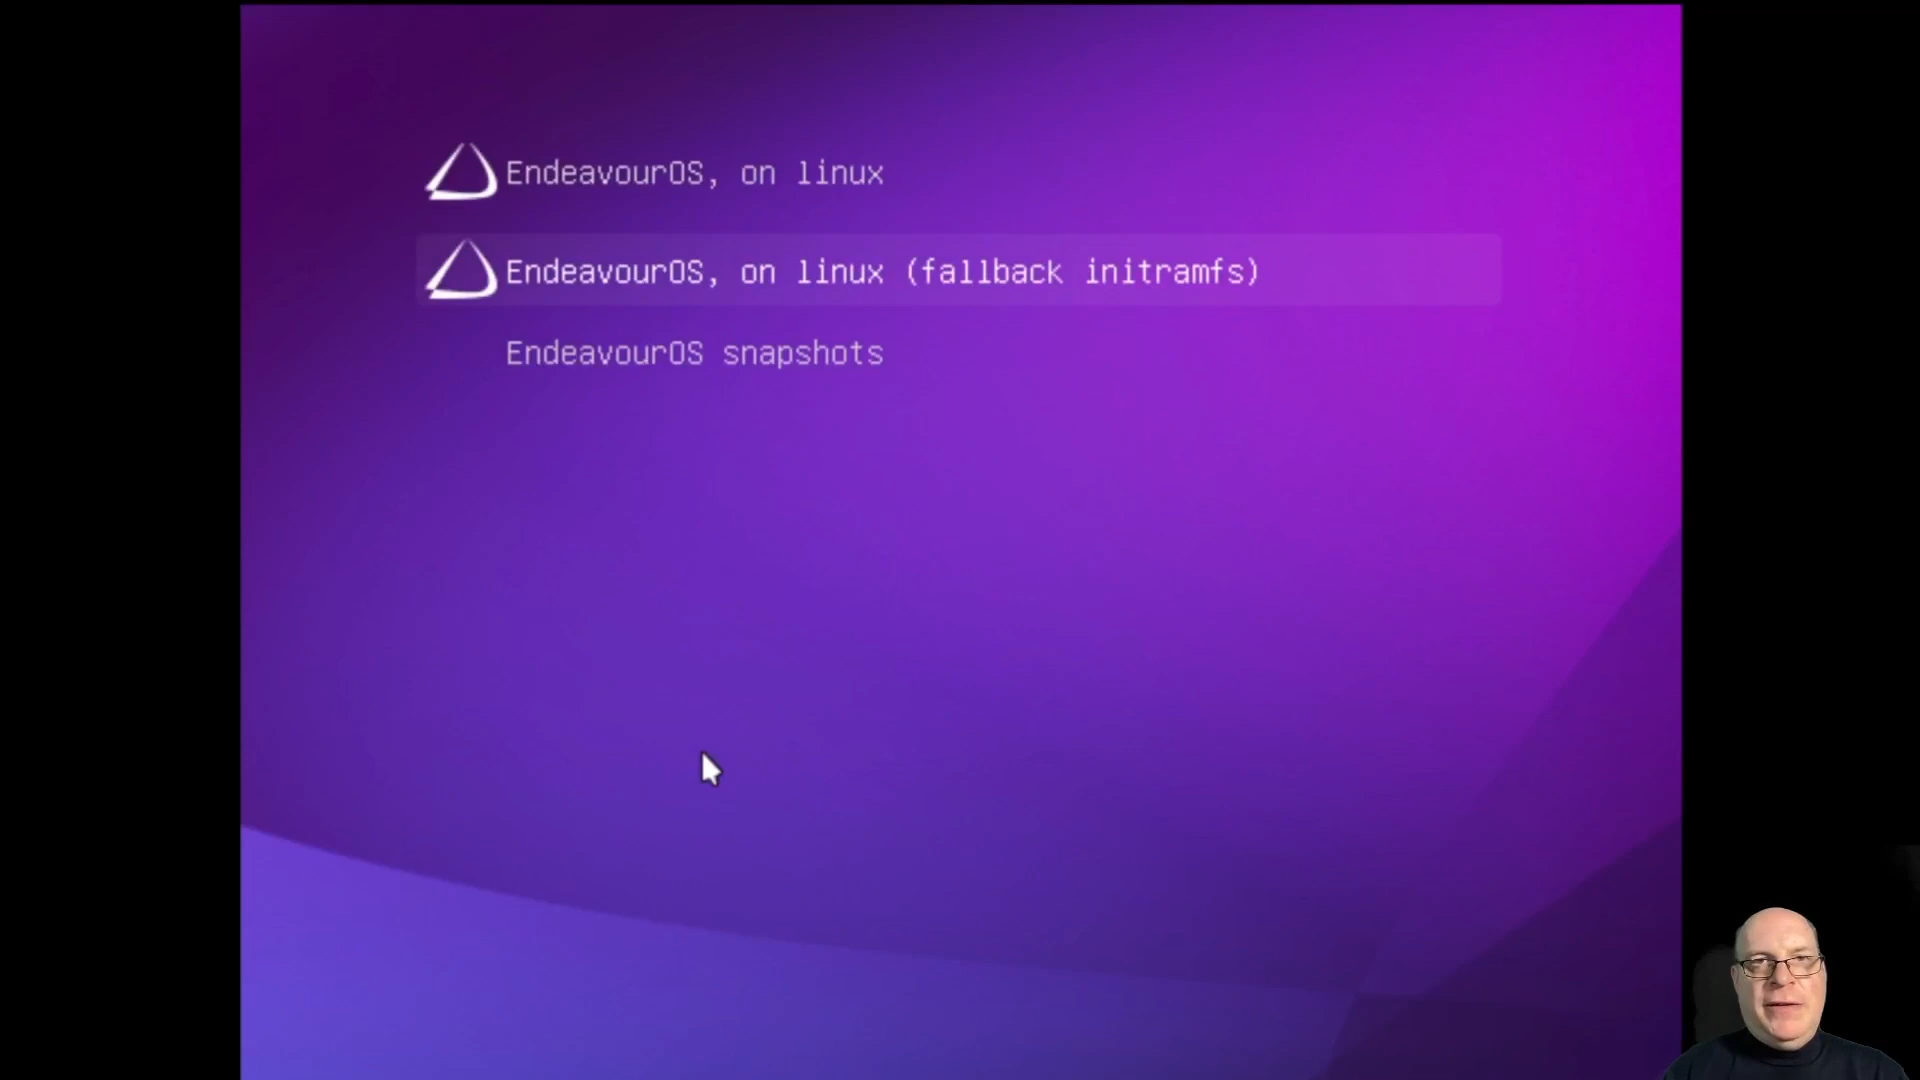 EndeavourOS, on linux
EndeavourOS, on linux (fallback initramfs)
EndeavourOS snapshots